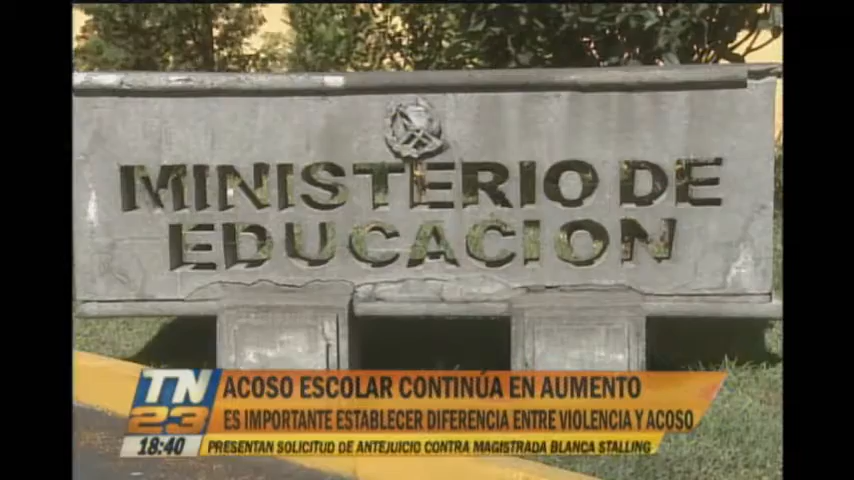 MINISTERIO DE
EDUCACION
TN
23
18:40
ACOSO ESCOLAR CONTINÚA EN AUMENTO
ES IMPORTANTE ESTABLECER DIFERENCIA ENTRE VIOLENCIA Y ACOSO
PRESENTAN SOLICITUD DE ANTEJUICIO CONTRA MAGISTRADA BLANCA STALLING